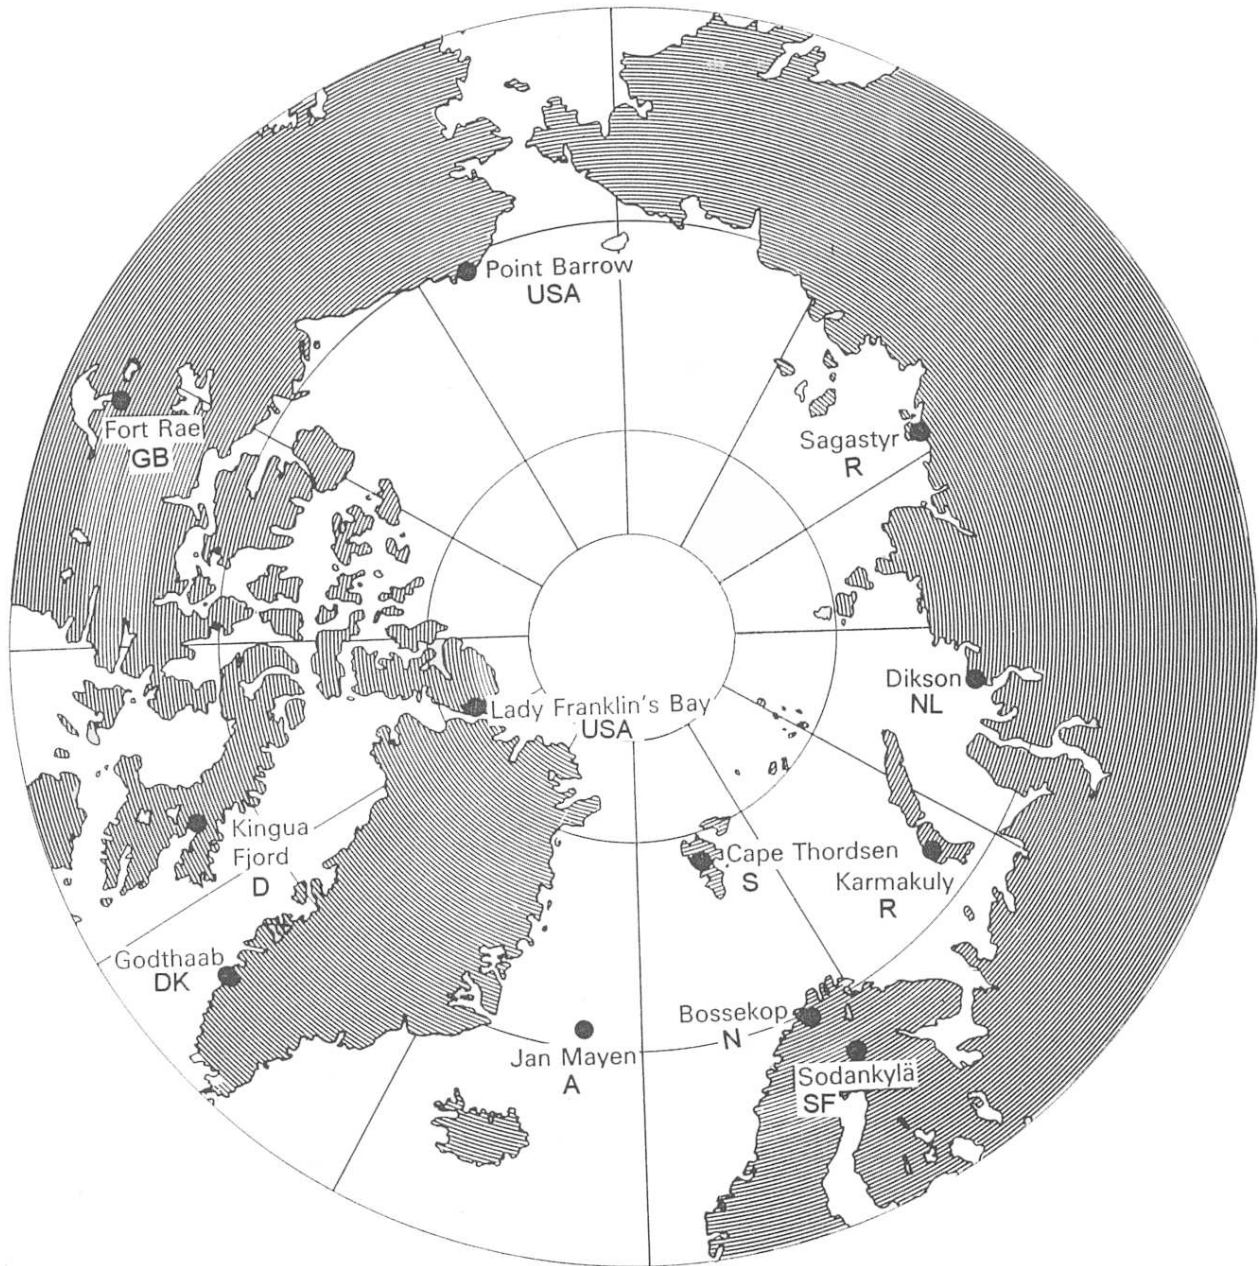 Point Barrow
USA
Fort Rae
GB
Sagastyr
R
Dikson
NL
Lady Franklin's Bay
USA
Kingua
Fjord
D
Cape Thordsen
S
Karmakuly
R
Godthaab
DK
Bossekop
N
Jan Mayen
A
Sodankylä
SF